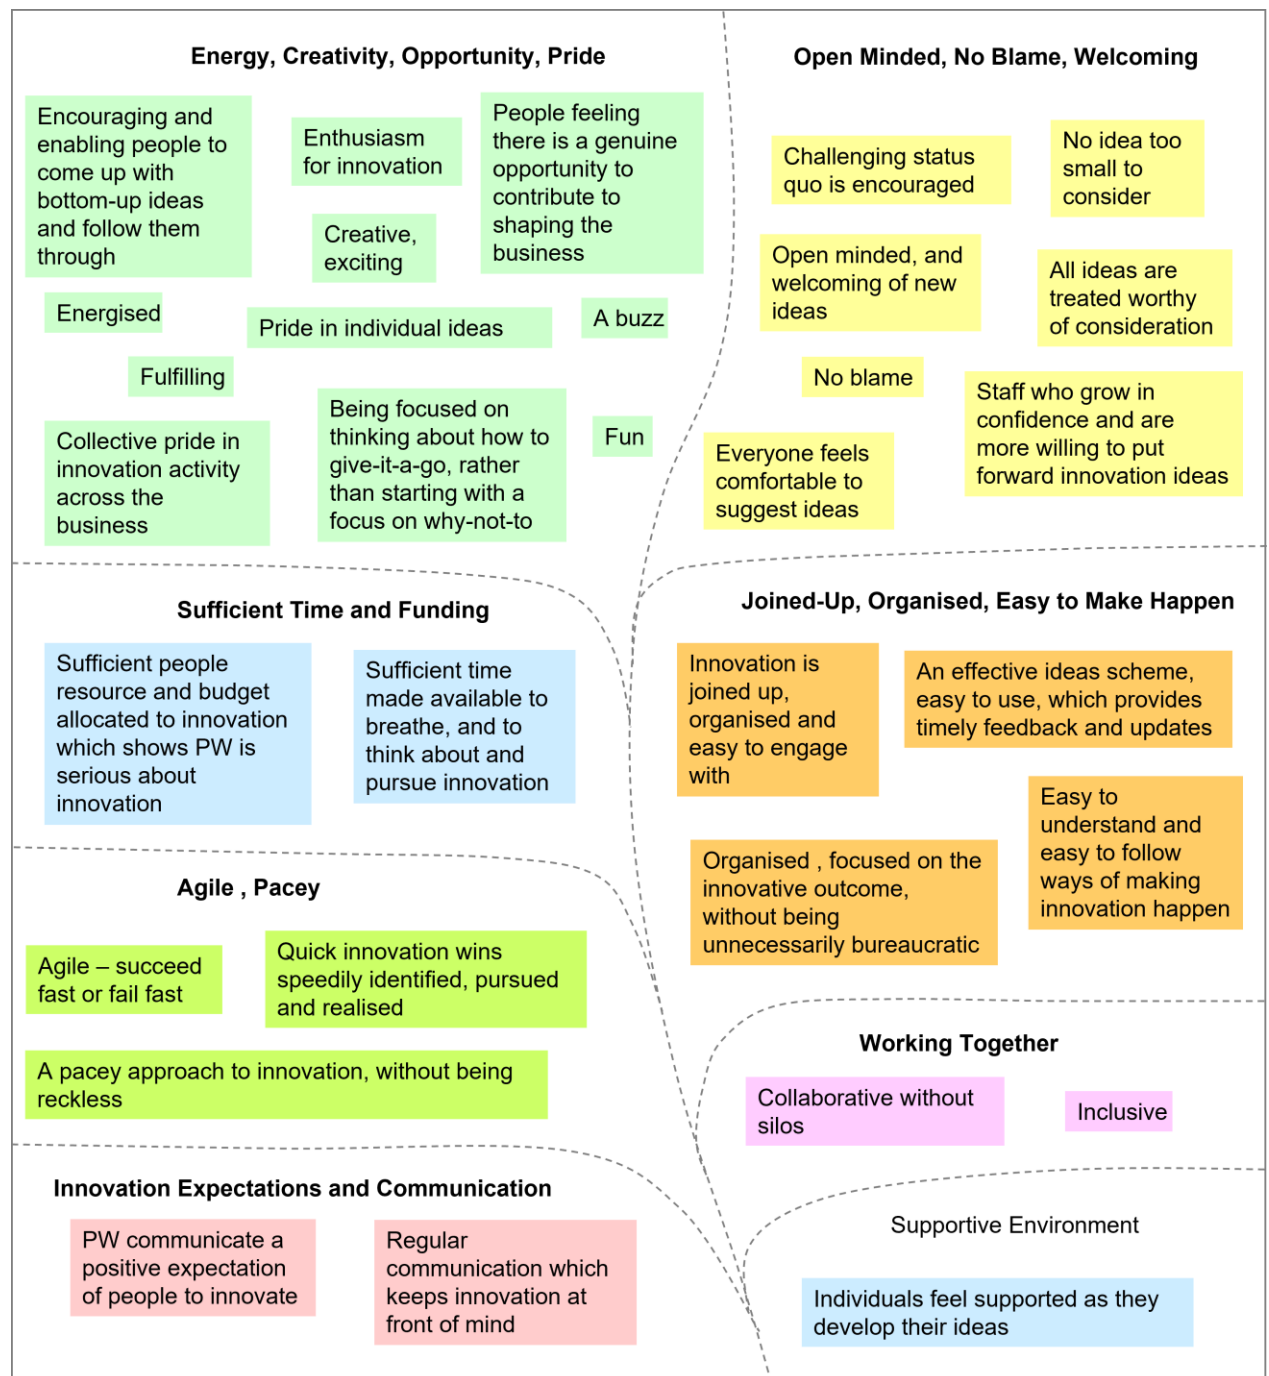 Energy, Creativity, Opportunity, Pride
Encouraging and
enabling people to
come up with
bottom-up ideas
and follow them
through
Enthusiasm
for innovation
People feeling
there is a genuine
opportunity to
contribute to
shaping the
business
Creative,
exciting
Energised
Pride in individual ideas
A buzz
Fulfilling
Collective pride in
innovation activity
across the
business
Being focused on
thinking about how to
give-it-a-go, rather
than starting with a
focus on why-not-to
Fun
Open Minded, No Blame, Welcoming
Challenging status
quo is encouraged
No idea too
small to
consider
Open minded, and
welcoming of new
ideas
All ideas are
treated worthy
of consideration
No blame
Staff who grow in
confidence and are
more willing to put
forward innovation ideas
Everyone feels
comfortable to
suggest ideas
Sufficient Time and Funding
Sufficient people
resource and budget
allocated to innovation
which shows PW is
serious about
innovation
Sufficient time
made available to
breathe, and to
think about and
pursue innovation
Joined-Up, Organised, Easy to Make Happen
Innovation is
joined up,
organised and
easy to engage
with
An effective ideas scheme,
easy to use, which provides
timely feedback and updates
Easy to
understand and
easy to follow
ways of making
innovation happen
Organised , focused on the
innovative outcome,
without being
unnecessarily bureaucratic
Agile , Pacey
Agile – succeed
fast or fail fast
Quick innovation wins
speedily identified, pursued
and realised
A pacey approach to innovation, without being
reckless
Working Together
Collaborative without
silos
Inclusive
Innovation Expectations and Communication
PW communicate a
positive expectation
of people to innovate
Regular
communication which
keeps innovation at
front of mind
Supportive Environment
Individuals feel supported as they
develop their ideas